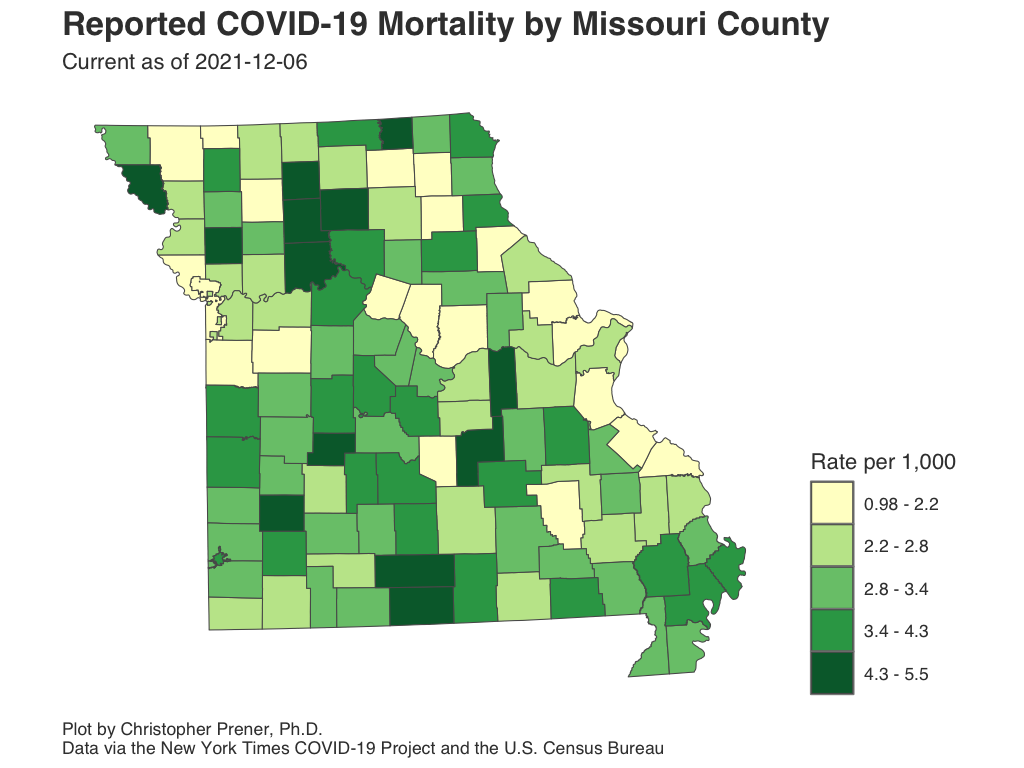 Reported COVID-19 Mortality by Missouri County
Current as of 2021-12-06
Rate per 1,000
0.98 - 2.2
2.2 - 2.8
2.8 - 3.4
3.4 - 4.3
4.3 - 5.5
Plot by Christopher Prener, Ph.D.
Data via the New York Times COVID-19 Project and the U.S. Census Bureau